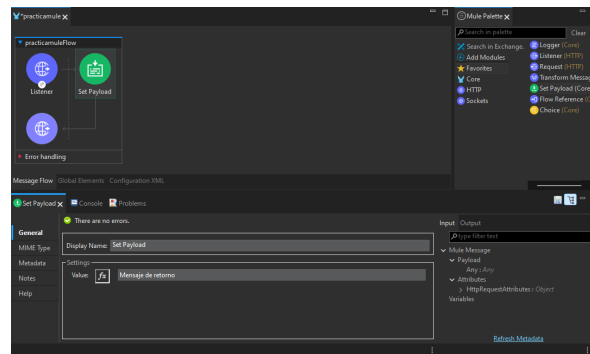 *practicamule
Mule Palette
Search in palette
Clear
practicamuleFlow
Search in Exchange..
Add Modules
Favorites
Core
HTTP
Sockets
Logger (Core)
Listener (HTTP)
Request (HTTP)
Transform Messag
Set Payload (Core
Flow Reference (C
Choice (Core)
Listener
Set Payload
Error handling
Message Flow
Global Elements
Configuration XML
Set Payload
Console
Problems
There are no errors.
General
MIME Type
Metadata
Notes
Help
Display Name:
Set Payload
Settings
Value:
fx
Mensaje de retorno
Input
Output
type filter text
Mule Message
Payload
Any : Any
Attributes
HttpRequestAttributes : Object
Variables
Refresh Metadata